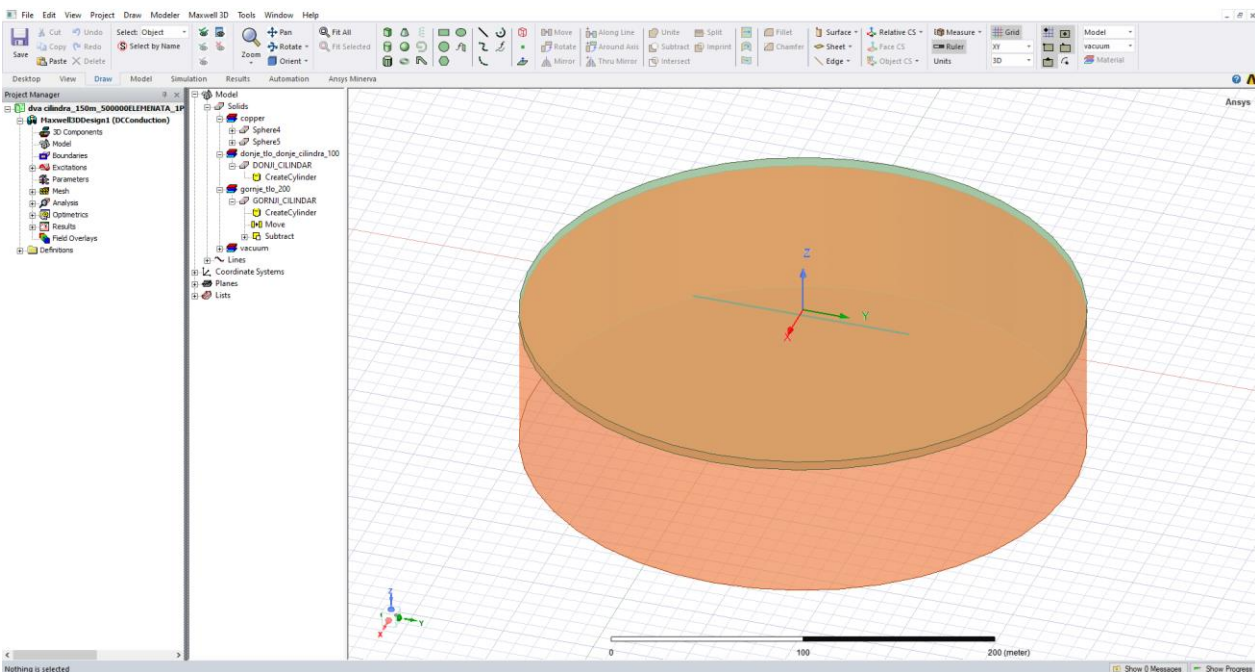 File Edit View Project Draw Modeler Maxwell 3D Tools Window Help
Save
Cut Undo
Copy Redo
Paste Delete
Select: Object
Select by Name
Zoom
Pan
Rotate
Orient
Fit All
Fit Selected
Move Along Line
Rotate Around Axis
Mirror Thru Mirror
Unite Split
Subtract Imprint
Intersect
Fillet
Chamfer
Surface
Sheet
Edge
Relative CS
Face CS
Object CS
Measure
Ruler
Units
Grid
XY
3D
Model
vacuum
Material
Desktop View Draw Model Simulation Results Automation Ansys Minerva
Project Manager
dva cilindra_150m_500000ELEMENATA_1P
Maxwell3DDesign1 (DCConduction)
3D Components
Model
Boundaries
Excitations
Parameters
Mesh
Analysis
Optimetrics
Results
Field Overlays
Definitions
Model
Solids
copper
Sphere4
Sphere5
donje_tlo_donje_cilindra_100
DONJI_CILINDAR
CreateCylinder
gornje_tlo_200
GORNJI_CILINDAR
CreateCylinder
Move
Subtract
vacuum
Lines
Coordinate Systems
Planes
Lists
Ansys
Z
Y
X
Z
Y
X
0 100 200 (meter)
Nothing is selected
Show 0 Messages Show Progress